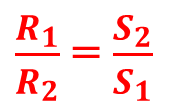 R₁/R₂ = S₂/S₁